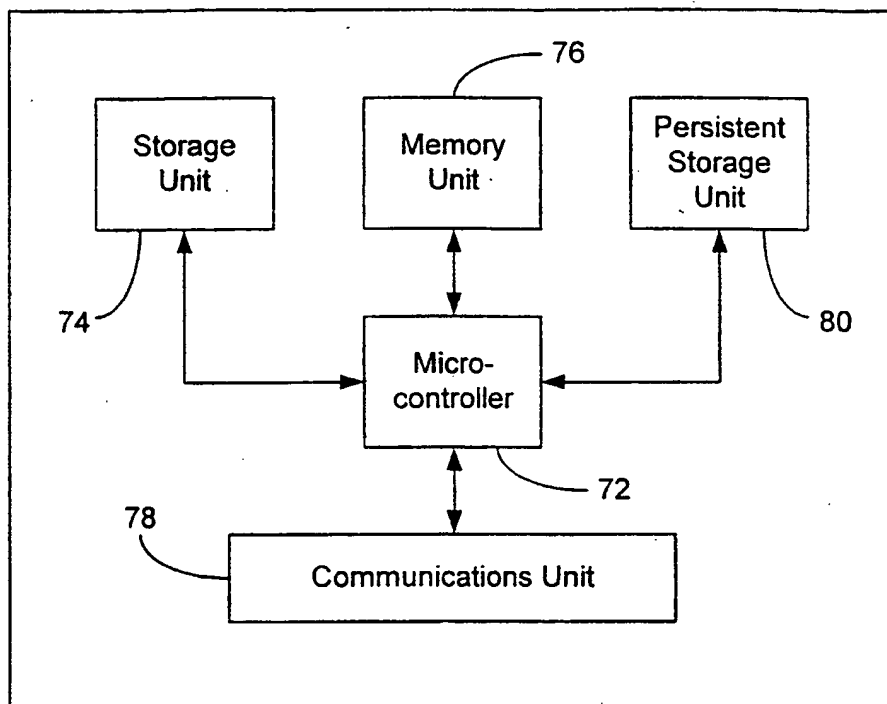 76
Storage
Unit
Memory
Unit
Persistent
Storage
Unit
74
80
Micro-
controller
72
78
Communications Unit